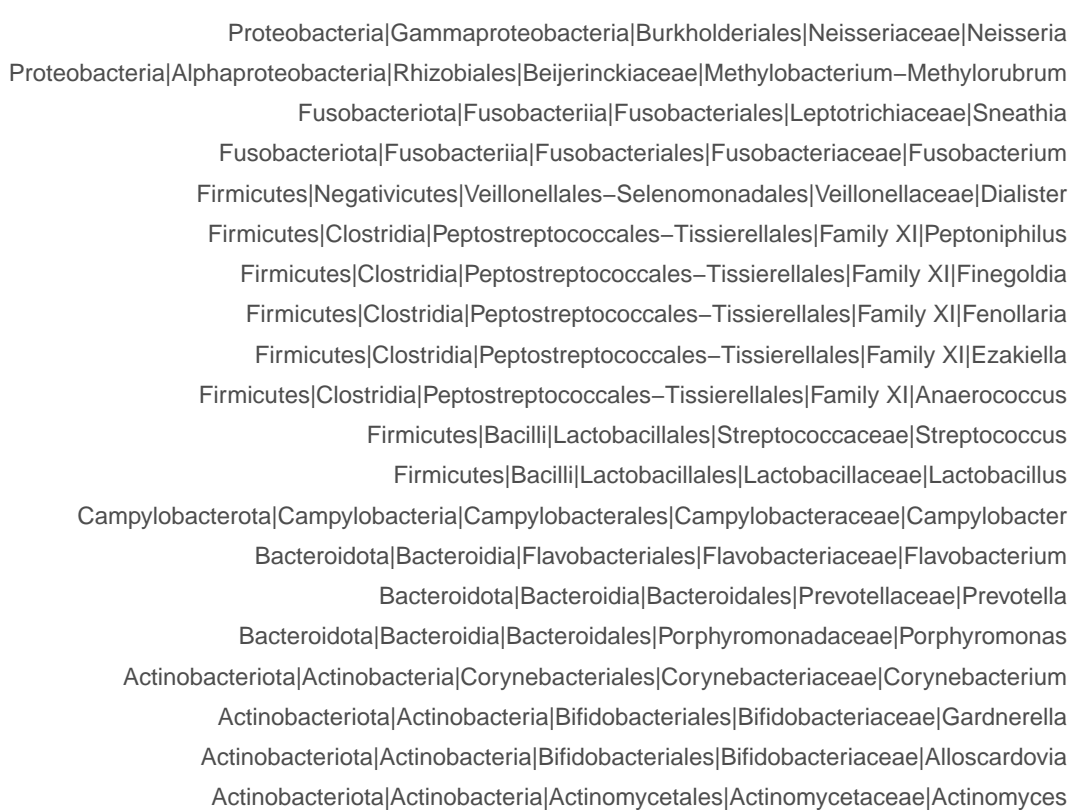 Proteobacteria|Gammaproteobacteria|Burkholderiales|Neisseriaceae|Neisseria
Proteobacteria|Alphaproteobacteria|Rhizobiales|Beijerinckiaceae|Methylobacterium−Methylorubrum
Fusobacteriota|Fusobacteriia|Fusobacteriales|Leptotrichiaceae|Sneathia
Fusobacteriota|Fusobacteriia|Fusobacteriales|Fusobacteriaceae|Fusobacterium
Firmicutes|Negativicutes|Veillonellales−Selenomonadales|Veillonellaceae|Dialister
Firmicutes|Clostridia|Peptostreptococcales−Tissierellales|Family XI|Peptoniphilus
Firmicutes|Clostridia|Peptostreptococcales−Tissierellales|Family XI|Finegoldia
Firmicutes|Clostridia|Peptostreptococcales−Tissierellales|Family XI|Fenollaria
Firmicutes|Clostridia|Peptostreptococcales−Tissierellales|Family XI|Ezakiella
Firmicutes|Clostridia|Peptostreptococcales−Tissierellales|Family XI|Anaerococcus
Firmicutes|Bacilli|Lactobacillales|Streptococcaceae|Streptococcus
Firmicutes|Bacilli|Lactobacillales|Lactobacillaceae|Lactobacillus
Campylobacterota|Campylobacteria|Campylobacterales|Campylobacteraceae|Campylobacter
Bacteroidota|Bacteroidia|Flavobacteriales|Flavobacteriaceae|Flavobacterium
Bacteroidota|Bacteroidia|Bacteroidales|Prevotellaceae|Prevotella
Bacteroidota|Bacteroidia|Bacteroidales|Porphyromonadaceae|Porphyromonas
Actinobacteriota|Actinobacteria|Corynebacteriales|Corynebacteriaceae|Corynebacterium
Actinobacteriota|Actinobacteria|Bifidobacteriales|Bifidobacteriaceae|Gardnerella
Actinobacteriota|Actinobacteria|Bifidobacteriales|Bifidobacteriaceae|Alloscardovia
Actinobacteriota|Actinobacteria|Actinomycetales|Actinomycetaceae|Actinomyces